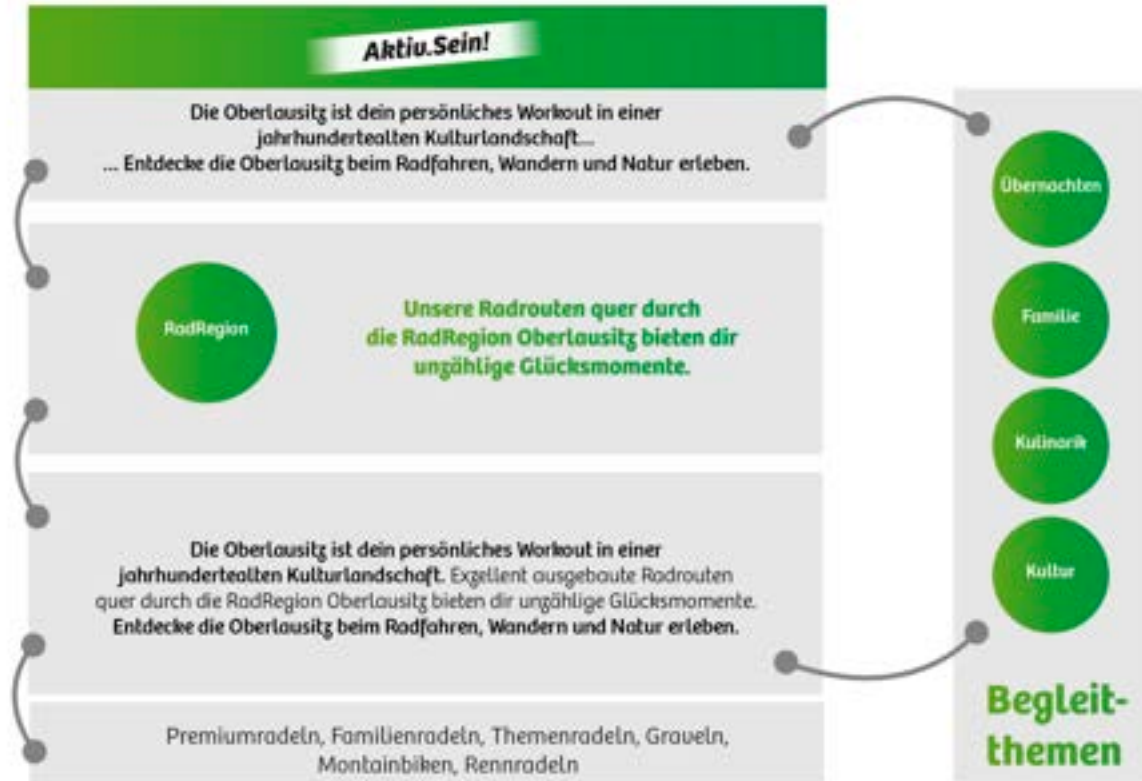 Aktiv.Sein!
Die Oberlausitz ist dein persönliches Workout in einer
jahrhundertealten Kulturlandschaft...
... Entdecke die Oberlausitz beim Radfahren, Wandern und Natur erleben.
RadRegion
Unsere Radrouten quer durch
die RadRegion Oberlausitz bieten dir
unzählige Glücksmomente.
Die Oberlausitz ist dein persönliches Workout in einer
jahrhundertealten Kulturlandschaft. Exzellent ausgebaute Radrouten
quer durch die RadRegion Oberlausitz bieten dir unzählige Glücksmomente.
Entdecke die Oberlausitz beim Radfahren, Wandern und Natur erleben.
Premiumradeln, Familienradeln, Themenradeln, Graveln,
Montainbiken, Rennradeln
Übernachten
Familie
Kulinarik
Kultur
Begleit-
themen